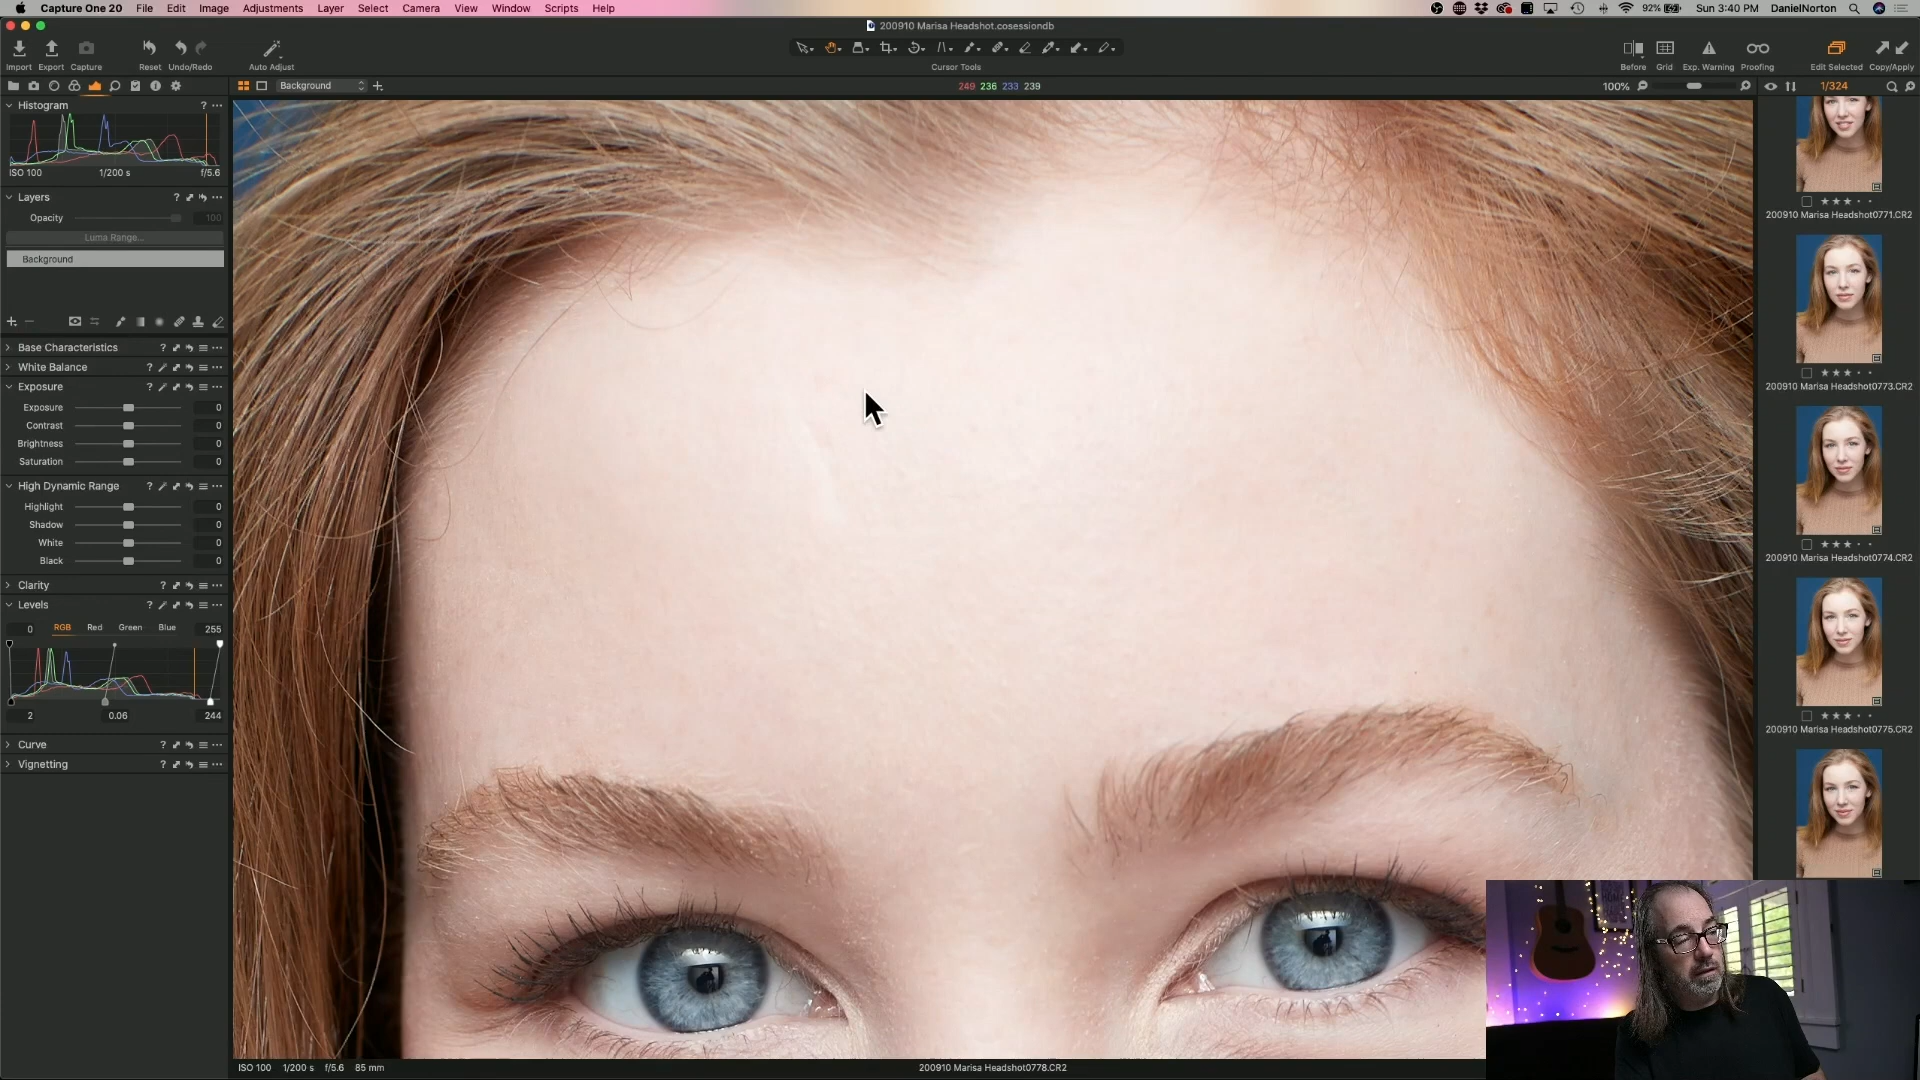 Capture One 20 File Edit Image Adjustments Layer Select Camera View Window Scripts Help
92% Sun 3:40 PM DanielNorton
200910 Marisa Headshot.cosessiondb
Import Export Capture Reset Undo/Redo Auto Adjust Cursor Tools Before Grid Exp. Warning Proofing Edit Selected Copy/Apply
Background 249 236 233 239 100% 1/324
Histogram ?
ISO 100 1/200 s f/5.6
Layers ?
Opacity 100
Luma Range...
Background
Base Characteristics ?
White Balance ?
Exposure ?
Exposure 0
Contrast 0
Brightness 0
Saturation 0
High Dynamic Range ?
Highlight 0
Shadow 0
White 0
Black 0
Clarity ?
Levels ?
0 RGB Red Green Blue 255
2 0.06 244
Curve ?
Vignetting ?
200910 Marisa Headshot0771.CR2
200910 Marisa Headshot0773.CR2
200910 Marisa Headshot0774.CR2
200910 Marisa Headshot0775.CR2
ISO 100 1/200 s f/5.6 85 mm
200910 Marisa Headshot0778.CR2